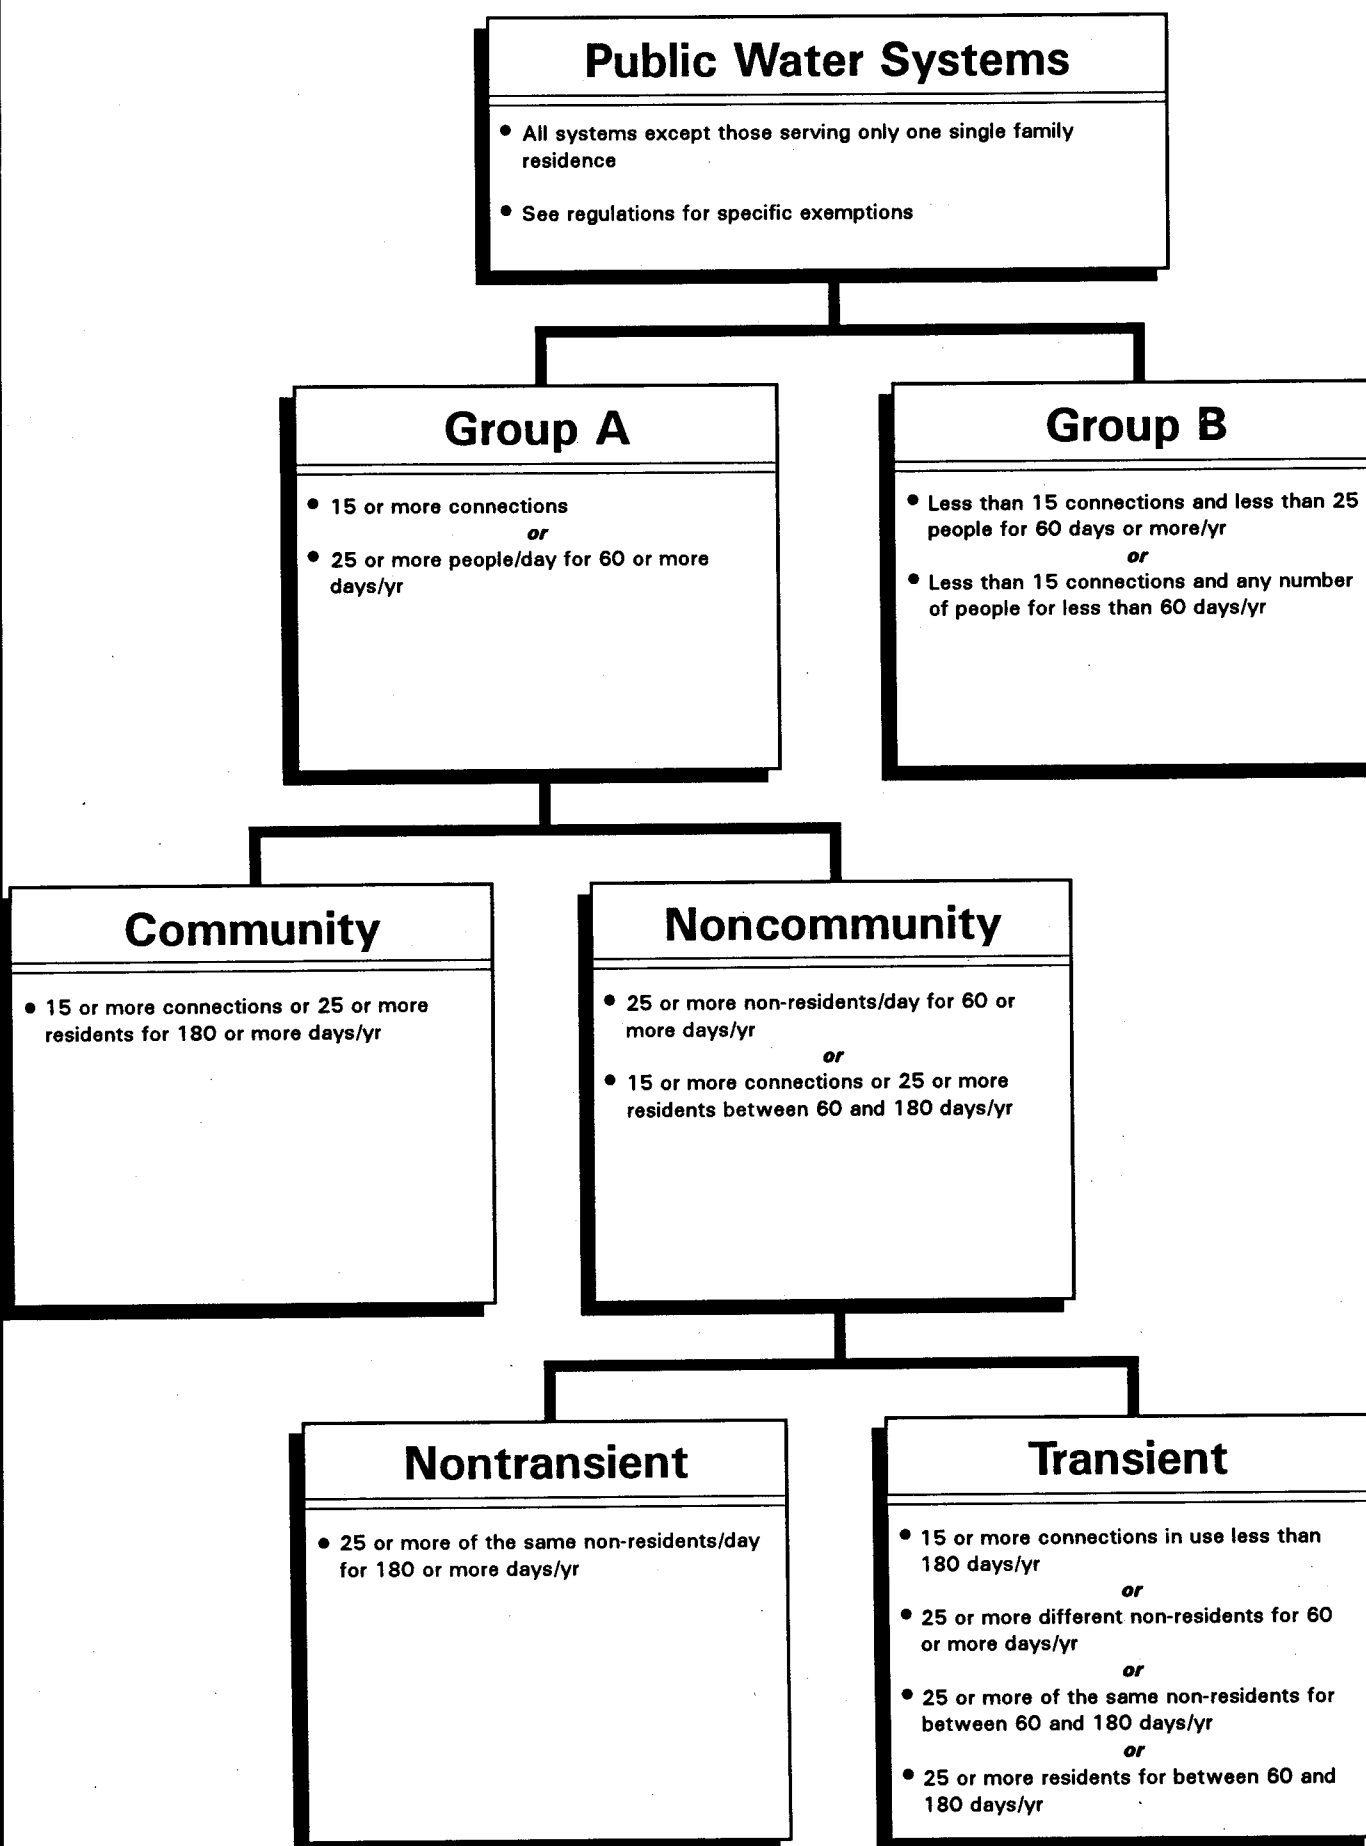 Public Water Systems
• All systems except those serving only one single family
residence
• See regulations for specific exemptions
Group A
• 15 or more connections
or
• 25 or more people/day for 60 or more
days/yr
Group B
• Less than 15 connections and less than 25
people for 60 days or more/yr
or
• Less than 15 connections and any number
of people for less than 60 days/yr
Community
• 15 or more connections or 25 or more
residents for 180 or more days/yr
Noncommunity
• 25 or more non-residents/day for 60 or
more days/yr
or
• 15 or more connections or 25 or more
residents between 60 and 180 days/yr
Nontransient
• 25 or more of the same non-residents/day
for 180 or more days/yr
Transient
• 15 or more connections in use less than
180 days/yr
or
• 25 or more different non-residents for 60
or more days/yr
or
• 25 or more of the same non-residents for
between 60 and 180 days/yr
or
• 25 or more residents for between 60 and
180 days/yr